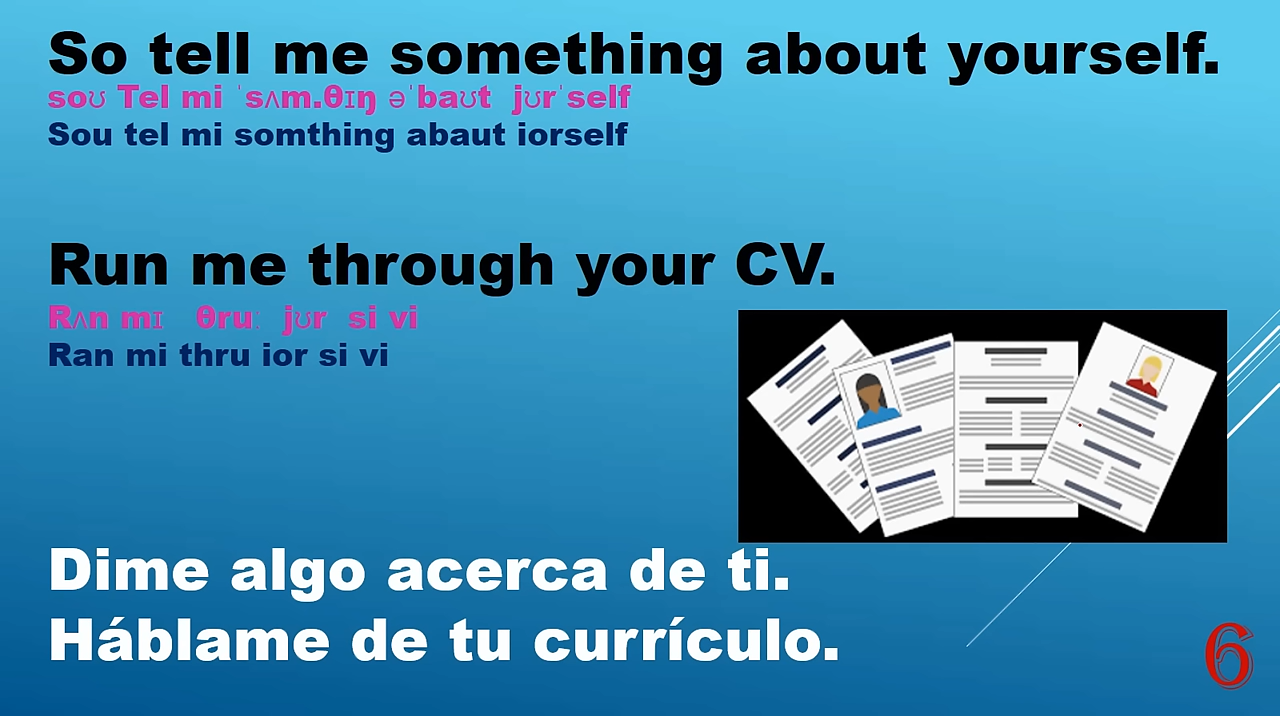 So tell me something about yourself.
soʊ Tel mi ˈsʌm.θɪŋ əˈbaʊt jʊrˈself
Sou tel mi somthing abaut iorself
Run me through your CV.
Rʌn mɪ θruː jʊr si vi
Ran mi thru ior si vi
Dime algo acerca de ti.
Háblame de tu currículo.
6